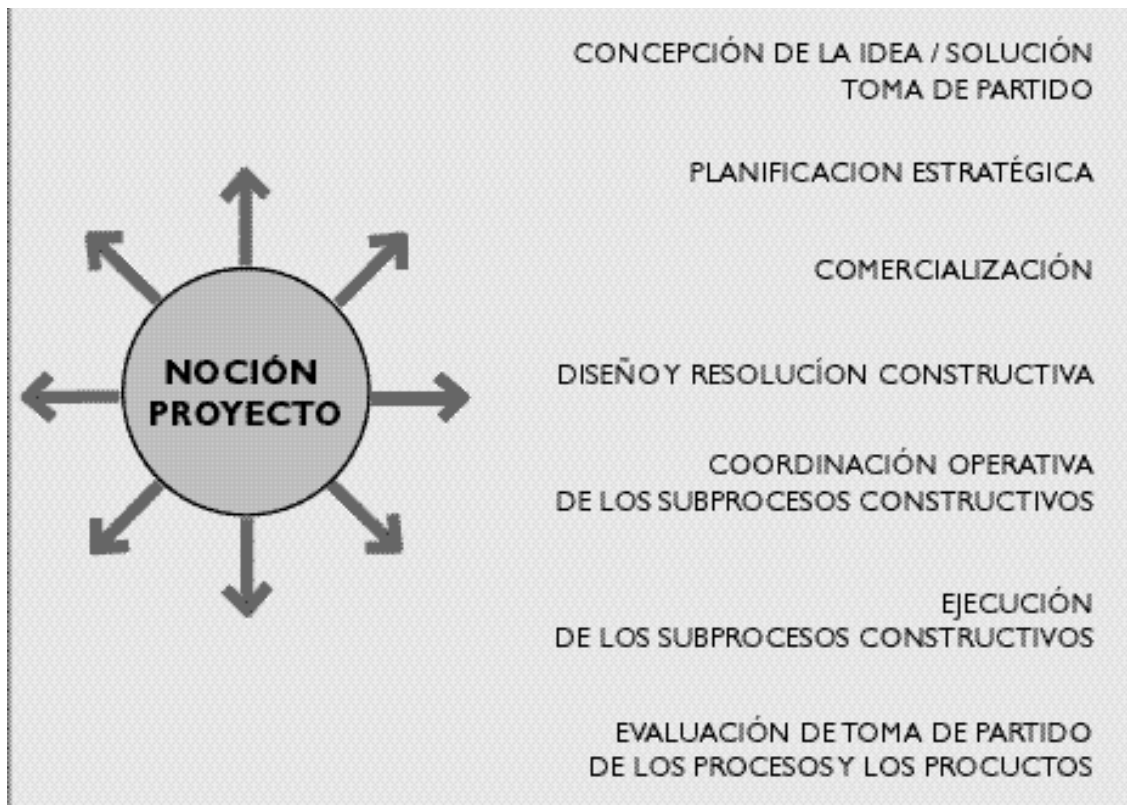 CONCEPCIÓN DE LA IDEA / SOLUCIÓN
TOMA DE PARTIDO
PLANIFICACION ESTRATÉGICA
COMERCIALIZACIÓN
NOCIÓN
PROYECTO
DISEÑO Y RESOLUCÍON CONSTRUCTIVA
COORDINACIÓN OPERATIVA
DE LOS SUBPROCESOS CONSTRUCTIVOS
EJECUCIÓN
DE LOS SUBPROCESOS CONSTRUCTIVOS
EVALUACIÓN DE TOMA DE PARTIDO
DE LOS PROCESOS Y LOS PROCUCTOS